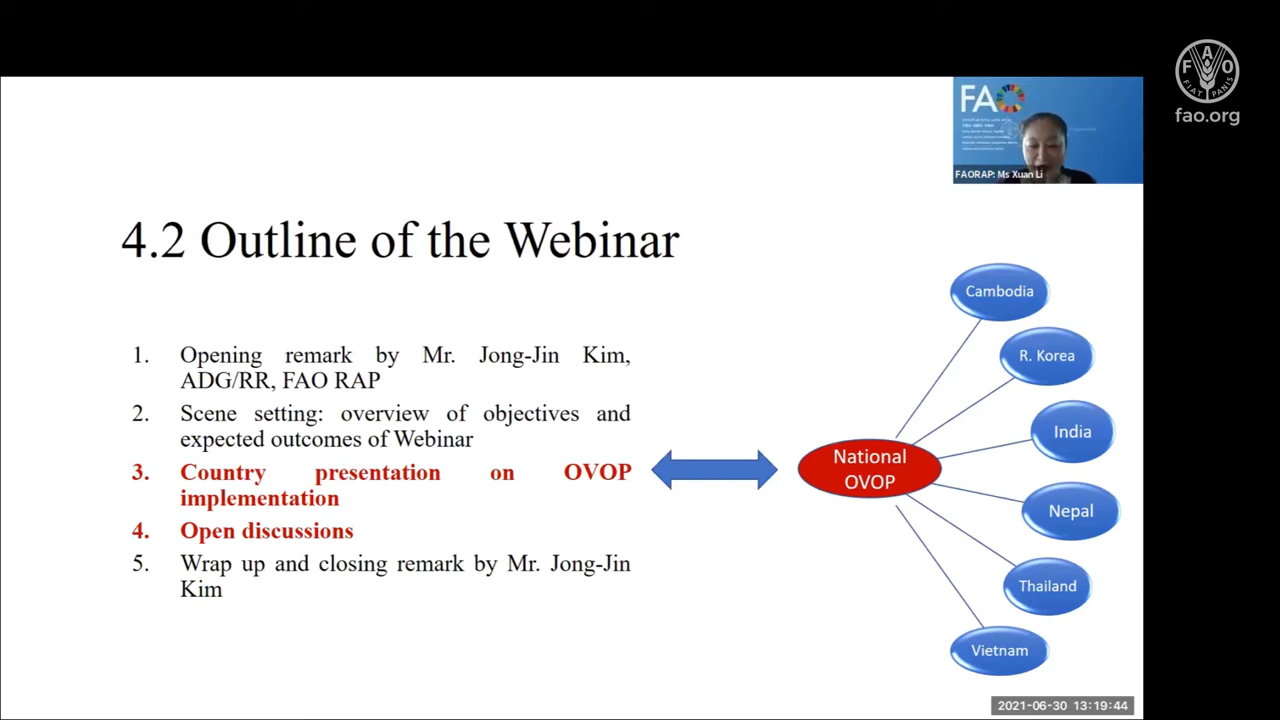 FAO
FIAT PANIS
fao.org
FAO
FAORAP: Ms Xuan Li
4.2 Outline of the Webinar
1. Opening remark by Mr. Jong-Jin Kim,
ADG/RR, FAO RAP
2. Scene setting: overview of objectives and
expected outcomes of Webinar
3. Country presentation on OVOP
implementation
4. Open discussions
5. Wrap up and closing remark by Mr. Jong-Jin
Kim
National
OVOP
Cambodia
R. Korea
India
Nepal
Thailand
Vietnam
2021-06-30 13:19:44